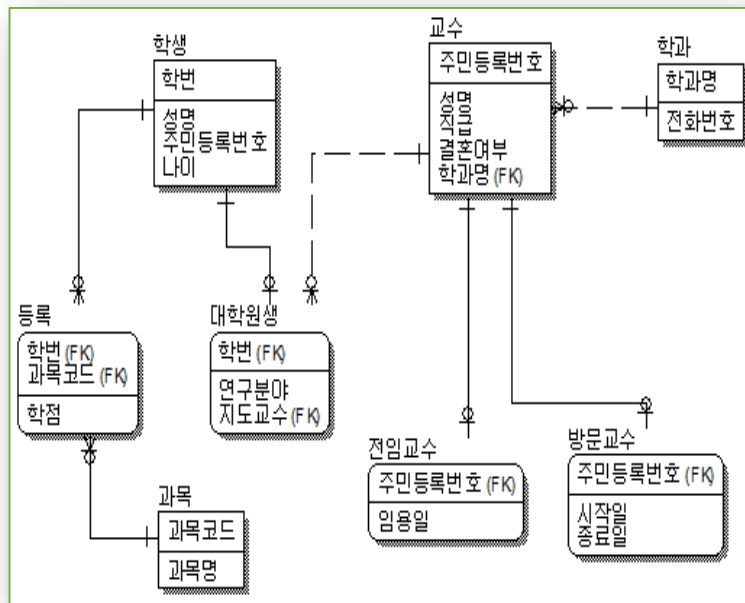 학생
학번
성명
주민등록번호
나이
교수
주민등록번호
성명
직급
결혼여부
학과명 (FK)
학과
학과명
전화번호
등록
학번 (FK)
과목코드 (FK)
학점
대학원생
학번 (FK)
연구분야
지도교수 (FK)
전임교수
주민등록번호 (FK)
임용일
방문교수
주민등록번호 (FK)
시작일
종료일
과목
과목코드
과목명